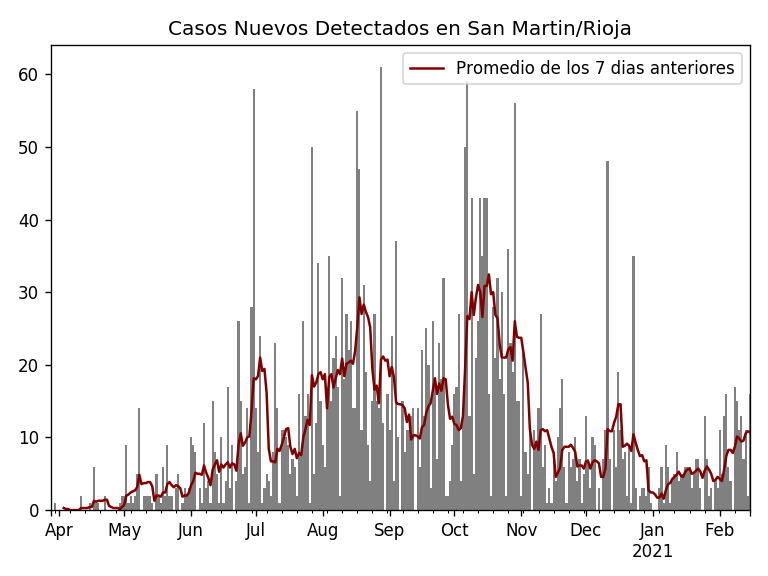 Casos Nuevos Detectados en San Martin/Rioja
Promedio de los 7 dias anteriores
60
50
40
30
20
10
0
Apr May Jun Jul Aug Sep Oct Nov Dec Jan Feb
2021